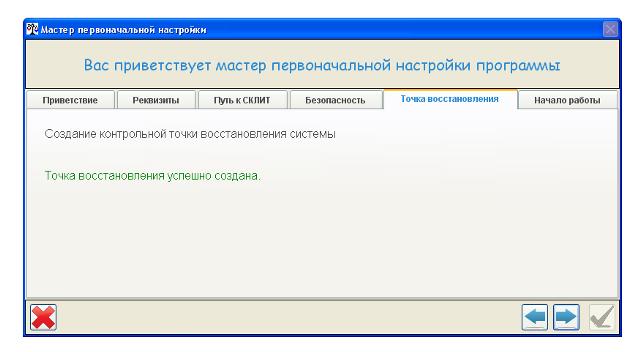 Мастер первоначальной настройки
Вас приветствует мастер первоначальной настройки программы
Приветствие Реквизиты Путь к СКЛИТ Безопасность Точка восстановления Начало работы
Создание контрольной точки восстановления системы
Точка восстановления успешно создана.